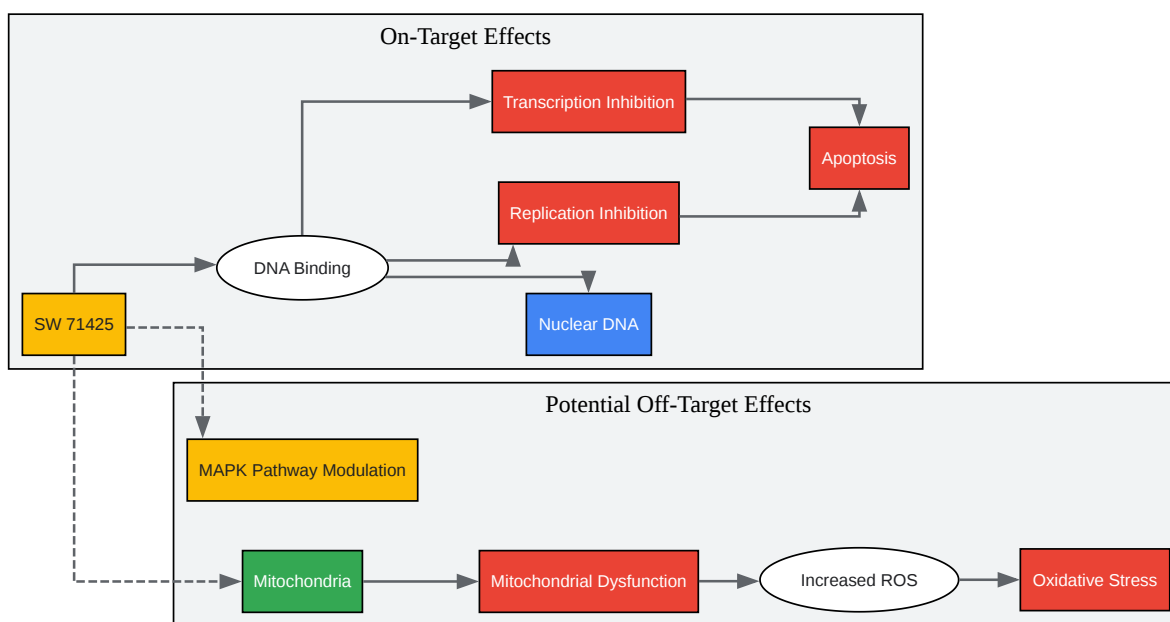 On-Target Effects
Transcription Inhibition
Apoptosis
Replication Inhibition
DNA Binding
SW 71425
Nuclear DNA
Potential Off-Target Effects
MAPK Pathway Modulation
Mitochondria
Mitochondrial Dysfunction
Increased ROS
Oxidative Stress